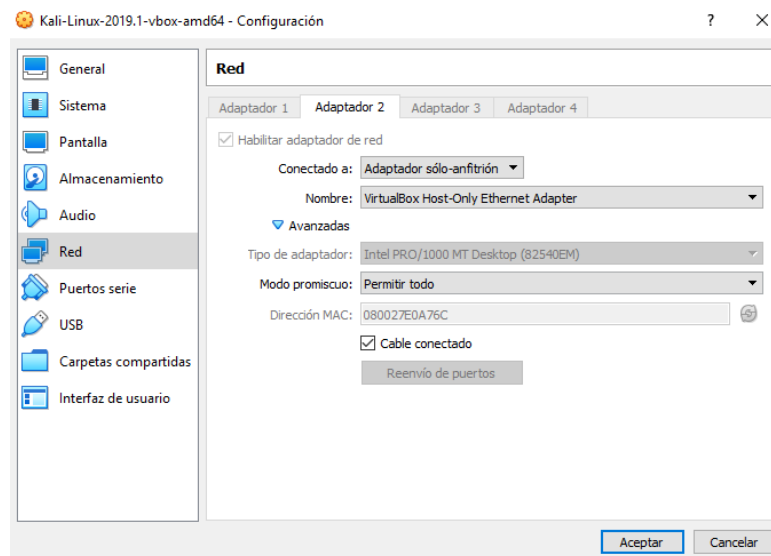 Kali-Linux-2019.1-vbox-amd64 - Configuración ?
General
Sistema
Pantalla
Almacenamiento
Audio
Red
Puertos serie
USB
Carpetas compartidas
Interfaz de usuario
Red
Adaptador 1 Adaptador 2 Adaptador 3 Adaptador 4
Habilitar adaptador de red
Conectado a: Adaptador sólo-anfitrión
Nombre: VirtualBox Host-Only Ethernet Adapter
Avanzadas
Tipo de adaptador: Intel PRO/1000 MT Desktop (82540EM)
Modo promiscuo: Permitir todo
Dirección MAC: 080027E0A76C
Cable conectado
Reenvío de puertos
Aceptar Cancelar